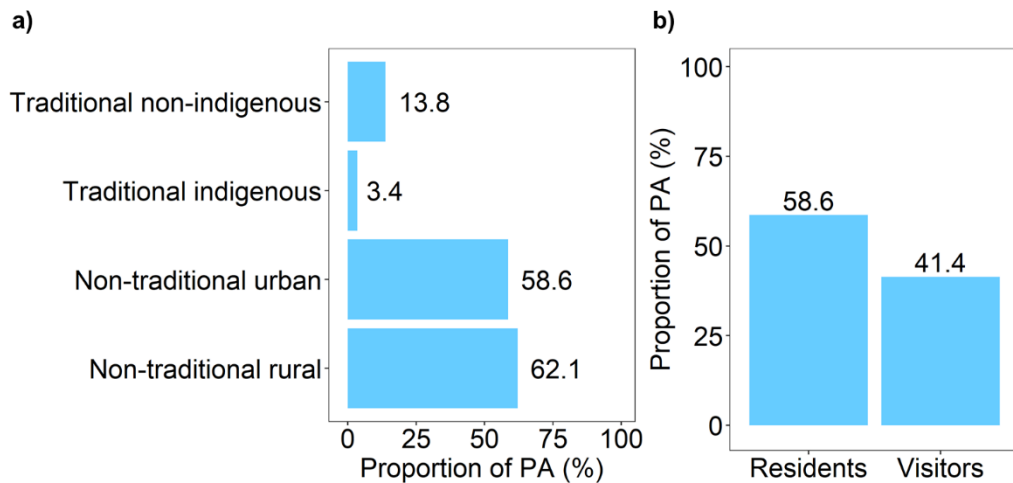 a)
Traditional non-indigenous
13.8
Traditional indigenous
3.4
Non-traditional urban
58.6
Non-traditional rural
62.1
0 25 50 75 100
Proportion of PA (%)
b)
Proportion of PA (%)
100
75
50
25
0
58.6
41.4
Residents Visitors